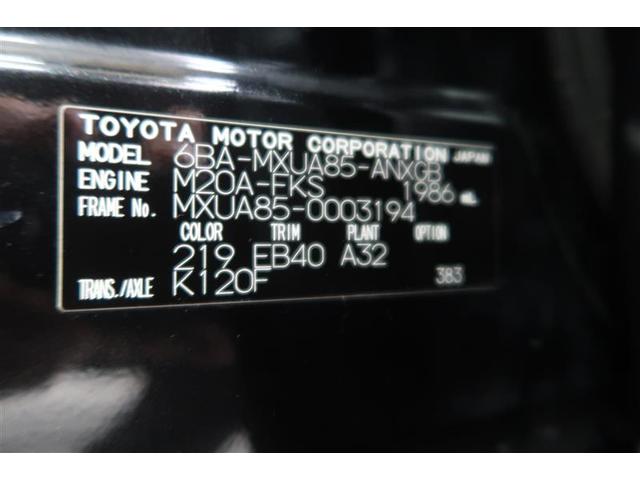 TOYOTA MOTOR CORPORATION JAPAN
MODEL 6BA-MXUA85-ANXGB
ENGINE M20A-FKS 1986 mL
FRAME No. MXUA85-0003194
COLOR TRIM PLANT OPTION
219 EB40 A32
TRANS./AXLE K120F 383